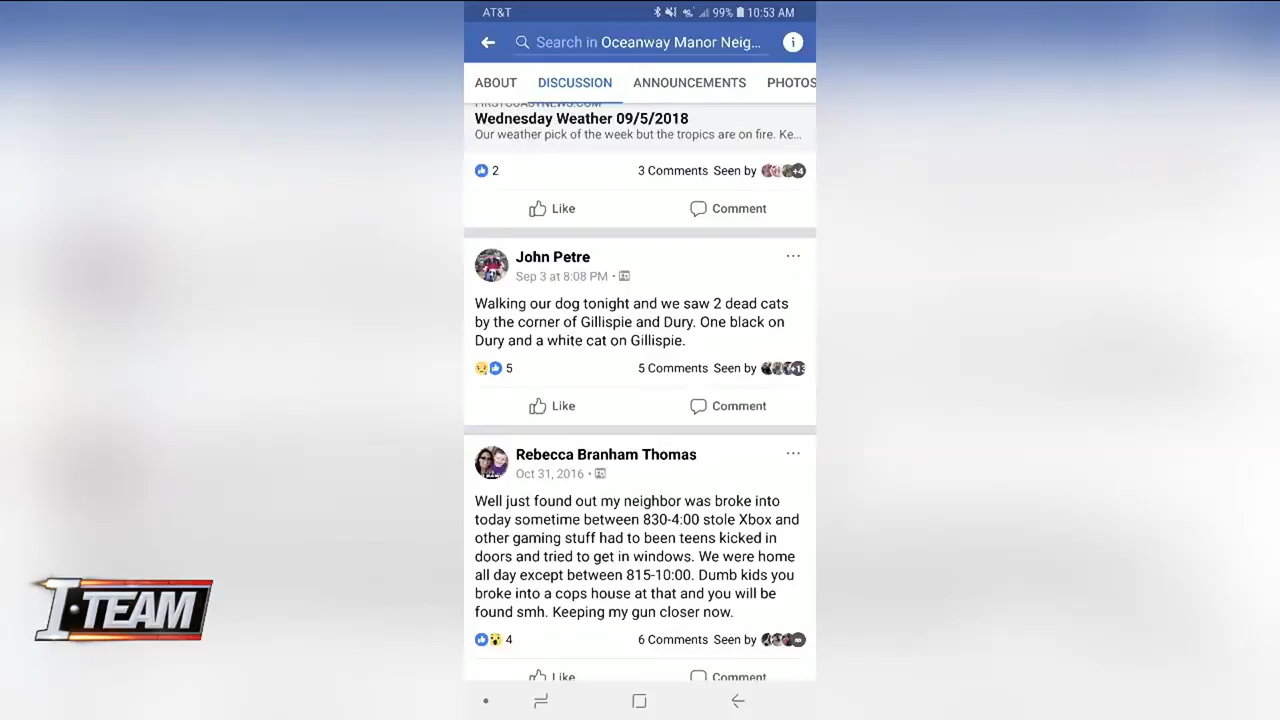 AT&T 99% 10:53 AM
Search in Oceanway Manor Neig...
ABOUT DISCUSSION ANNOUNCEMENTS PHOTOS
FIRSTCOASTNEWS.COM
Wednesday Weather 09/5/2018
Our weather pick of the week but the tropics are on fire. Ke...
2 3 Comments Seen by +4
Like Comment
John Petre
Sep 3 at 8:08 PM
Walking our dog tonight and we saw 2 dead cats
by the corner of Gillispie and Dury. One black on
Dury and a white cat on Gillispie.
5 5 Comments Seen by +13
Like Comment
Rebecca Branham Thomas
Oct 31, 2016
Well just found out my neighbor was broke into
today sometime between 830-4:00 stole Xbox and
other gaming stuff had to been teens kicked in
doors and tried to get in windows. We were home
all day except between 815-10:00. Dumb kids you
broke into a cops house at that and you will be
found smh. Keeping my gun closer now.
4 6 Comments Seen by
Like Comment
I-TEAM